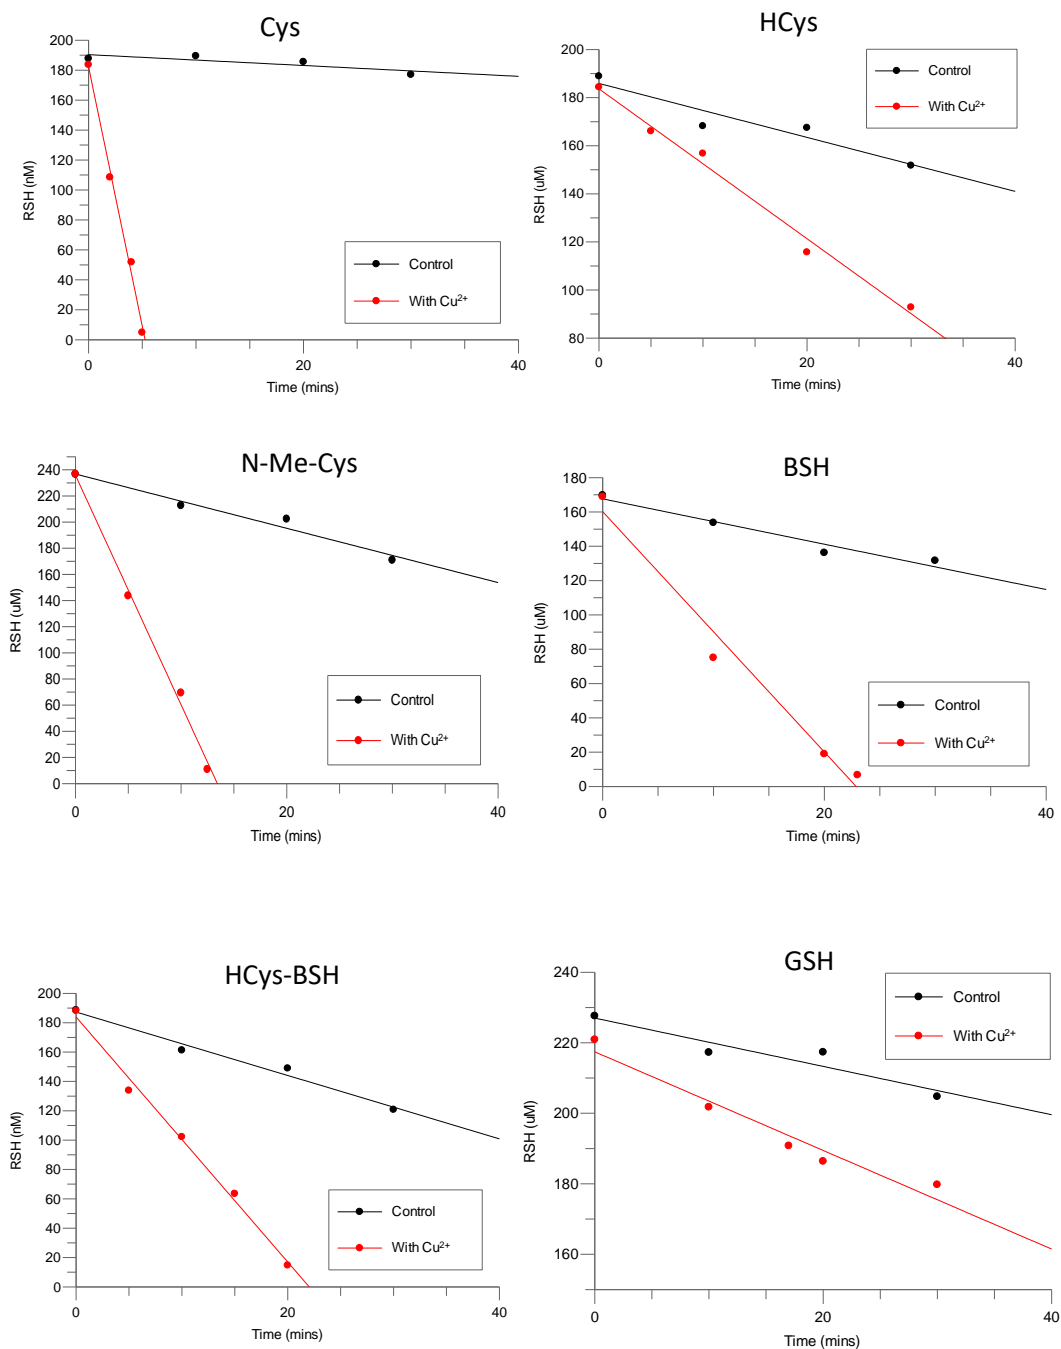 Cys
200
180
160
140
120
100
80
60
40
20
0
RSH (nM)
0
20
40
Time (mins)
Control
With Cu²⁺
HCys
200
180
160
140
120
100
80
RSH (uM)
0
20
40
Time (mins)
Control
With Cu²⁺
N-Me-Cys
240
220
200
180
160
140
120
100
80
60
40
20
0
RSH (uM)
0
20
40
Time (mins)
Control
With Cu²⁺
BSH
180
160
140
120
100
80
60
40
20
0
RSH (uM)
0
20
40
Time (mins)
Control
With Cu²⁺
HCys-BSH
200
180
160
140
120
100
80
60
40
20
0
RSH (nM)
0
20
40
Time (mins)
Control
With Cu²⁺
GSH
240
220
200
180
160
RSH (uM)
0
20
40
Time (mins)
Control
With Cu²⁺